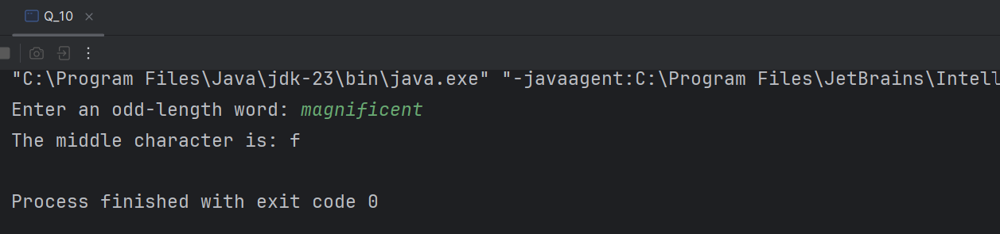 Q_10
"C:\Program Files\Java\jdk-23\bin\java.exe" "-javaagent:C:\Program Files\JetBrains\Intell
Enter an odd-length word: magnificent
The middle character is: f
Process finished with exit code 0